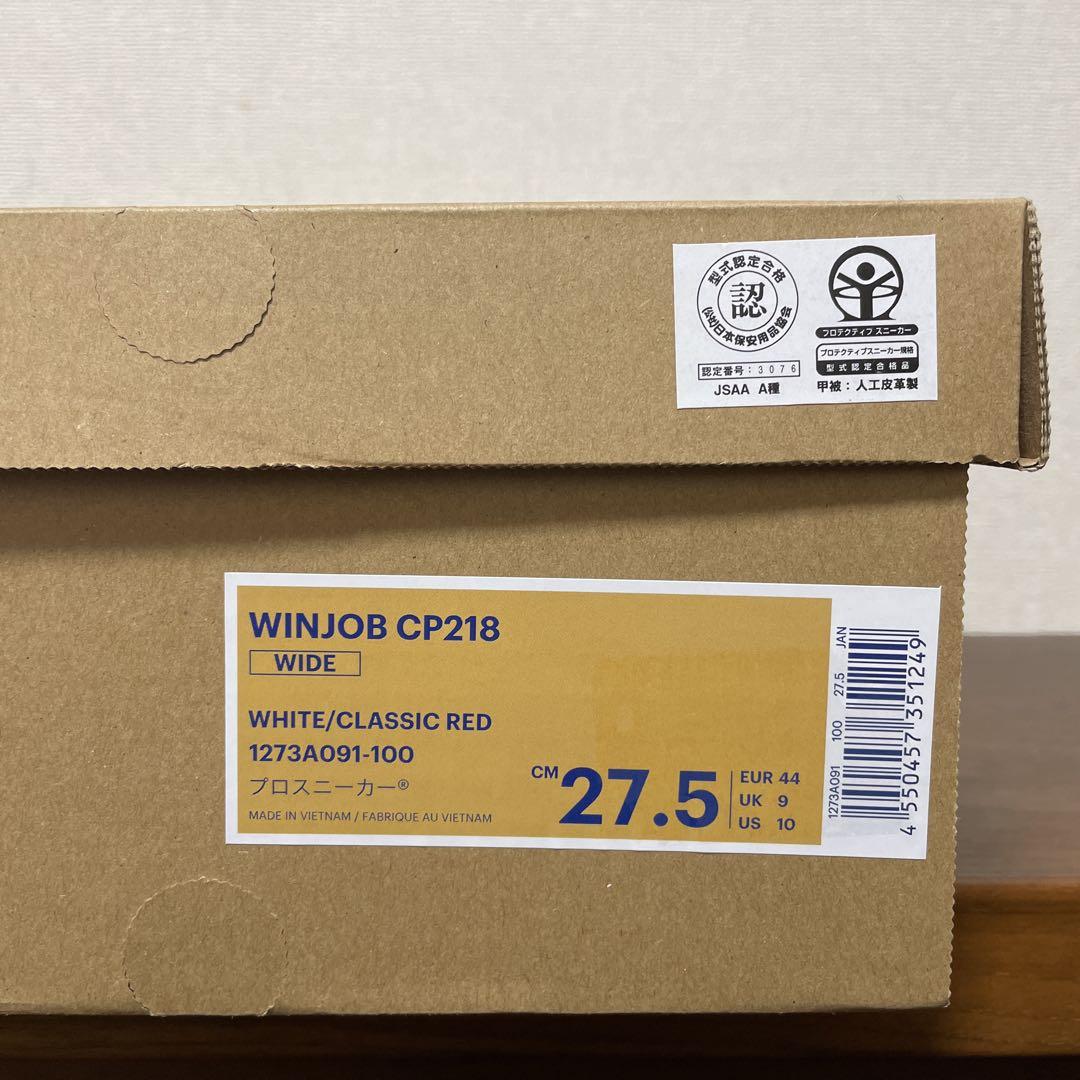 型式認定合格
認
(公社)日本保安用品協会
認定番号：3076
JSAA A種
プロテクティブ スニーカー
プロテクティブスニーカー規格
型式認定合格品
甲被：人工皮革製
WINJOB CP218
WIDE
WHITE/CLASSIC RED
1273A091-100
プロスニーカー®
MADE IN VIETNAM / FABRIQUE AU VIETNAM
CM 27.5
EUR 44
UK 9
US 10
1273A091 100 27.5 JAN
4 550457 351249